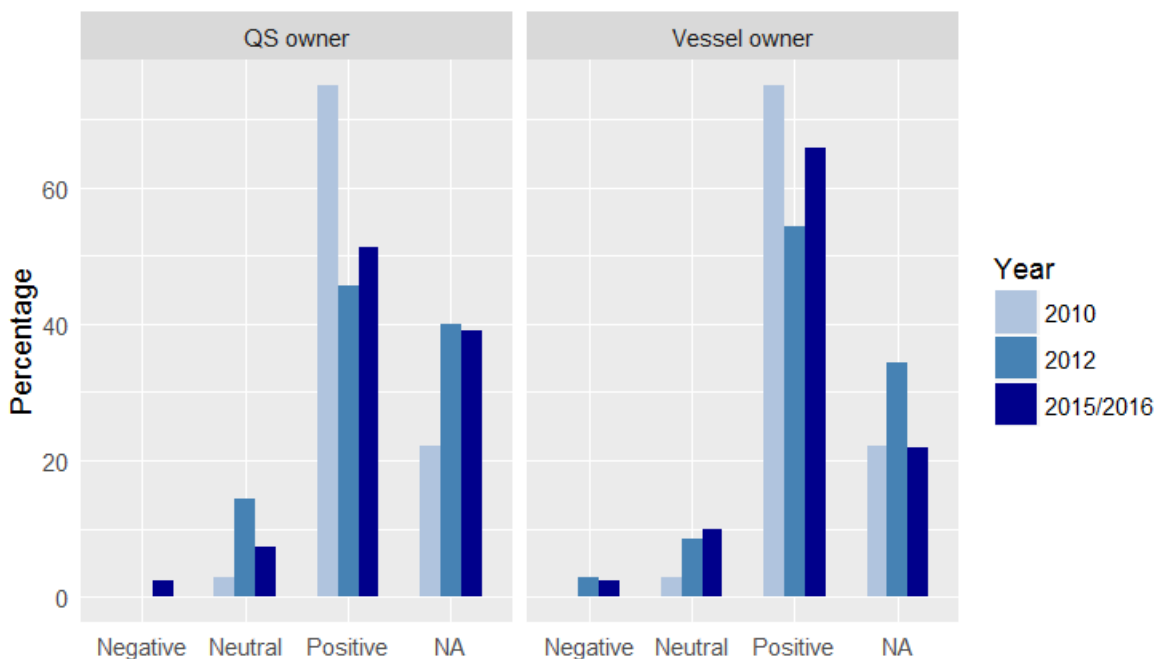 QS owner
Vessel owner
Percentage
60
40
20
0
Negative Neutral Positive NA
Negative Neutral Positive NA
Year
2010
2012
2015/2016